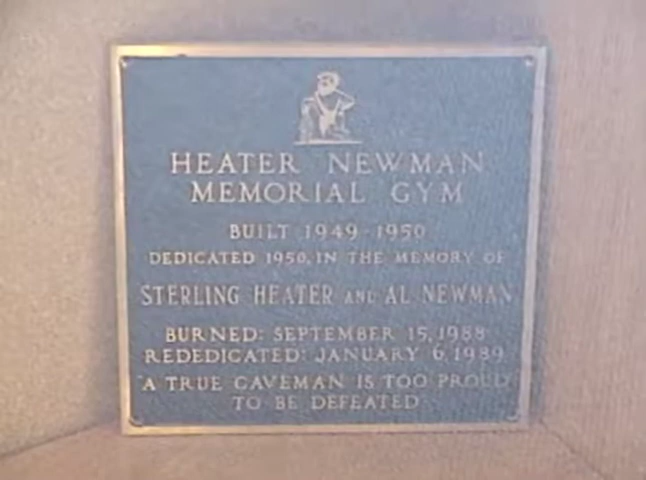 HEATER NEWMAN
MEMORIAL GYM
BUILT 1949-1950
DEDICATED 1950, IN THE MEMORY OF
STERLING HEATER AND AL NEWMAN
BURNED: SEPTEMBER 15, 1988
REDEDICATED: JANUARY 6, 1989
"A TRUE CAVEMAN IS TOO PROUD
TO BE DEFEATED"